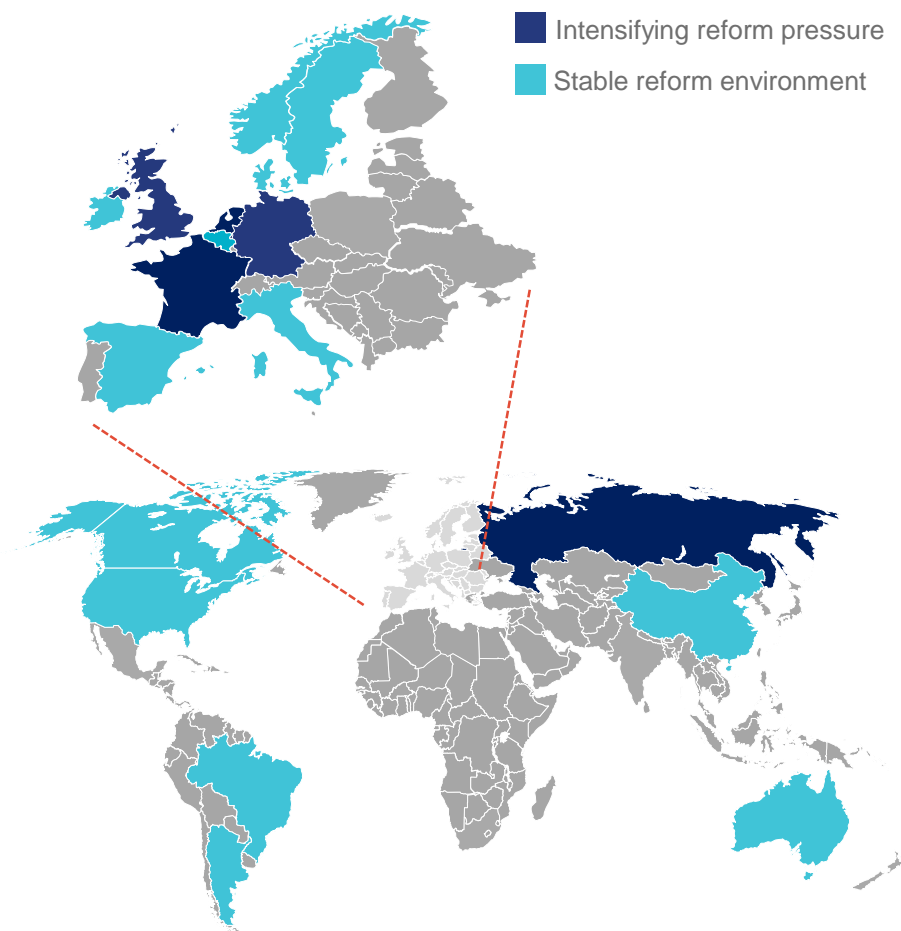 Intensifying reform pressure
Stable reform environment